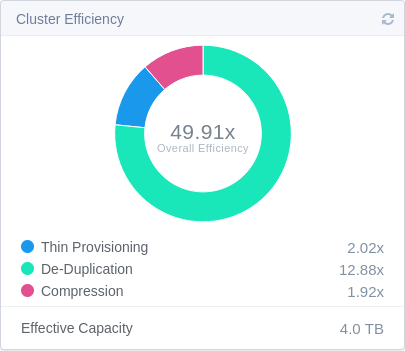 Cluster Efficiency
49.91x
Overall Efficiency
Thin Provisioning 2.02x
De-Duplication 12.88x
Compression 1.92x
Effective Capacity 4.0 TB